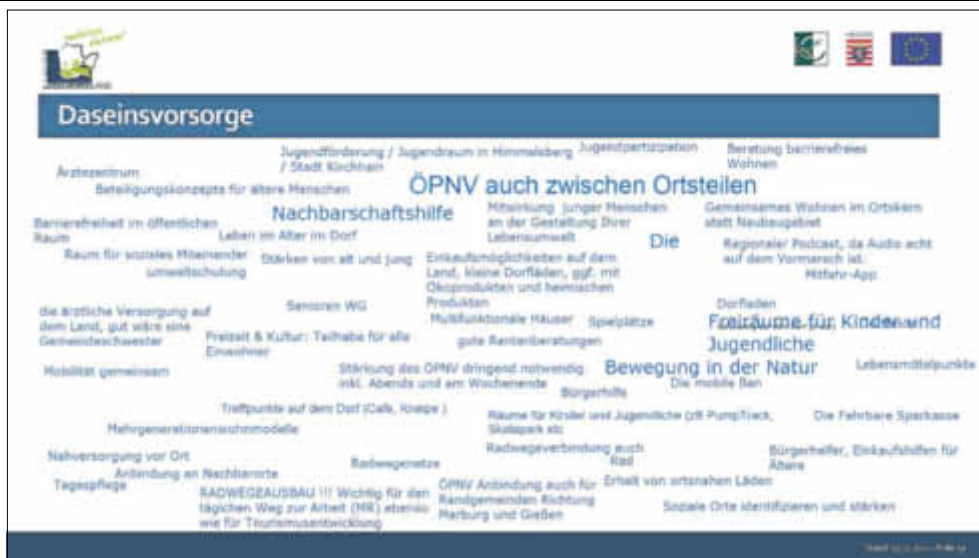 Daseinsvorsorge
Jugendförderung / Jugendraum in Himmelsberg
/ Stadt Kirchhain
Jugendpartizipation
Beratung barrierefreies
Wohnen
Ärztezentrum
Beteiligungskonzepte für ältere Menschen
ÖPNV auch zwischen Ortsteilen
Nachbarschaftshilfe
Mitwirkung junger Menschen
an der Gestaltung Ihrer
Lebensumwelt
Gemeinsames Wohnen im Ortskern
statt Neubaugebiet
Barrierefreiheit im öffentlichen
Raum
Leben im Alter im Dorf
Die
Regionaler Podcast, da Audio echt
auf dem Vormarsch ist.
Mitfahr-App
Raum für soziales Miteinander
umweltschulung
Stärken von alt und jung
Einkaufsmöglichkeiten auf dem
Land, kleine Dorfläden, ggf. mit
Ökoprodukten und heimischen
Produkten
die ärztliche Versorgung auf
dem Land, gut wäre eine
Gemeindeschwester
Senioren WG
Dorfladen
Multifunktionale Häuser
Spielplätze
Freiräume für Kinder und
Jugendliche
Freizeit & Kultur: Teilhabe für alle
Einwohner
gute Rentenberatungen
Mobilität gemeinsam
Stärkung des ÖPNV dringend notwendig
inkl. Abends und am Wochenende
Bewegung in der Natur
Lebensmittelpunkte
Bürgerhilfe
Die mobile Ban
Treffpunkte auf dem Dorf (Cafe, Kneipe )
Räume für Kinder und Jugendliche (zB PumpTrack,
Skatepark etc
Die Fahrbare Sparkasse
Mehrgenerationenwohnmodelle
Nahversorgung vor Ort
Radwegenetze
Radwegeverbindung auch
Rad
Bürgerhelfer, Einkaufshilfen für
Ältere
Anbindung an Nachbarorte
Tagespflege
RADWEGEAUSBAU !!! Wichtig für den
täglichen Weg zur Arbeit (MR) ebenso
wie für Tourismusentwicklung
ÖPNV Anbindung auch für
Randgemeinden Richtung
Marburg und Gießen
Erhalt von ortsnahen Läden
Soziale Orte identifizieren und stärken